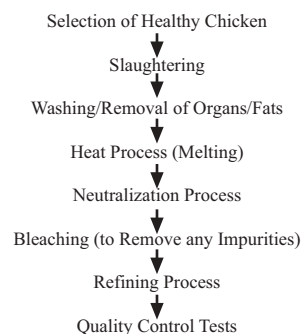 Selection of Healthy Chicken
Slaughtering
Washing/Removal of Organs/Fats
Heat Process (Melting)
Neutralization Process
Bleaching (to Remove any Impurities)
Refining Process
Quality Control Tests